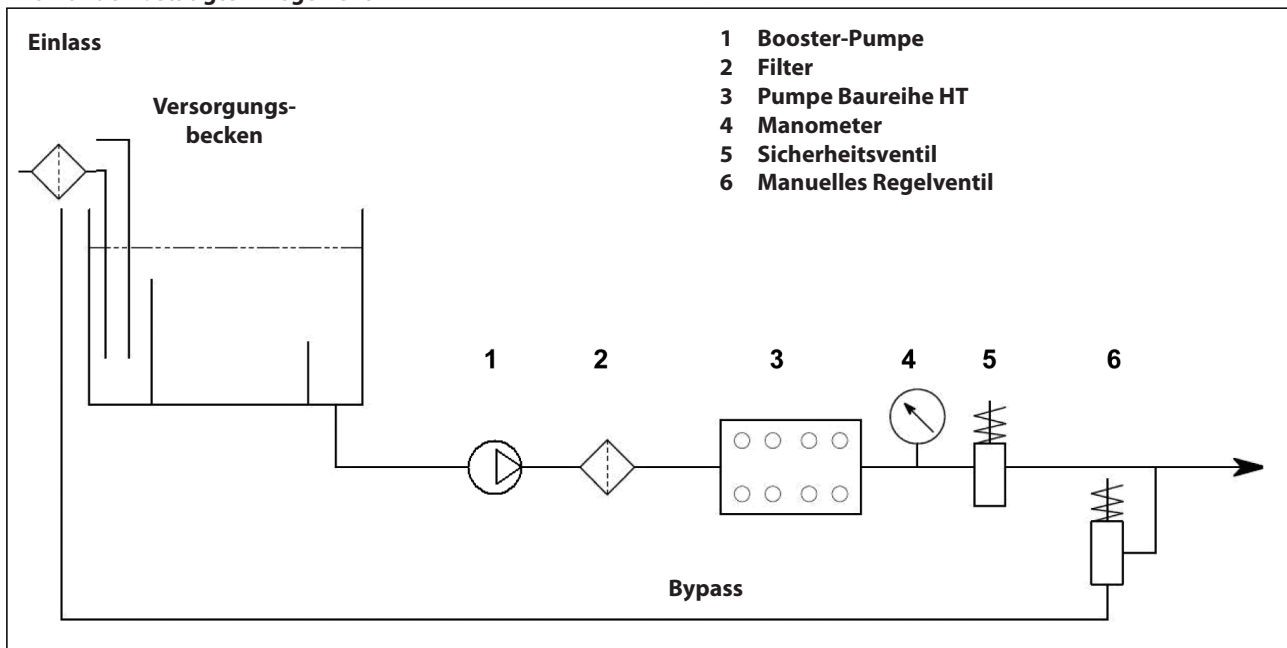 Einlass
Versorgungs-
becken
1 Booster-Pumpe
2 Filter
3 Pumpe Baureihe HT
4 Manometer
5 Sicherheitsventil
6 Manuelles Regelventil
1 2 3 4 5 6
Bypass